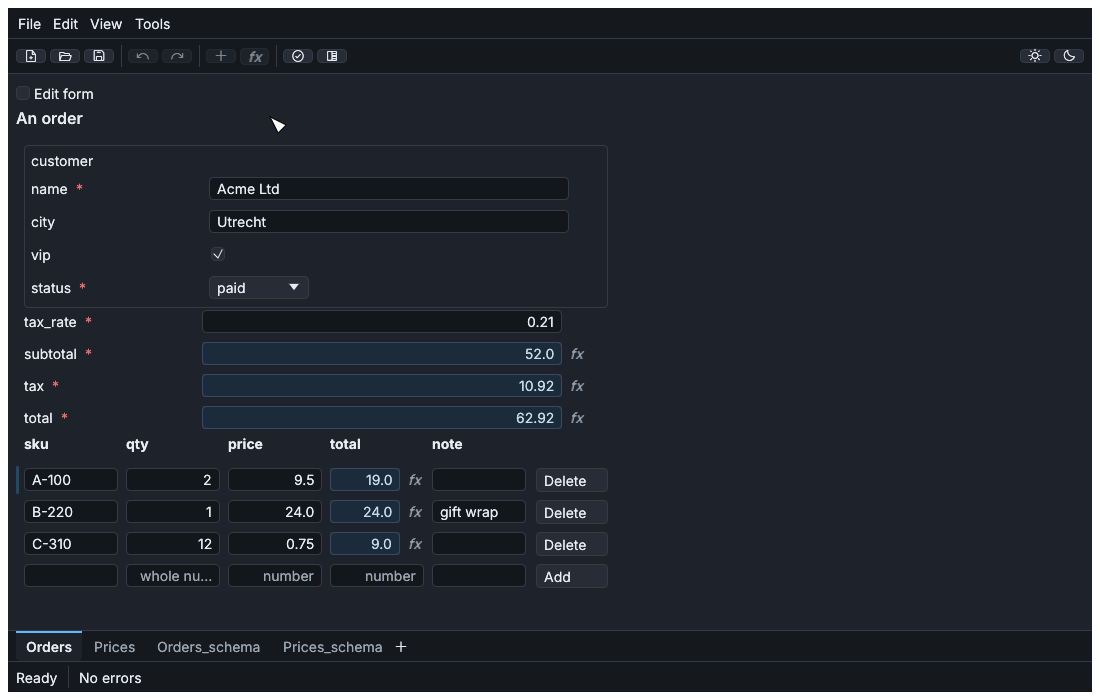 File Edit View Tools
fx
Edit form
An order
customer
name * Acme Ltd
city Utrecht
vip
status * paid
tax_rate * 0.21
subtotal * 52.0 fx
tax * 10.92 fx
total * 62.92 fx
sku qty price total note
A-100 2 9.5 19.0 fx Delete
B-220 1 24.0 24.0 fx gift wrap Delete
C-310 12 0.75 9.0 fx Delete
whole nu... number number Add
Orders Prices Orders_schema Prices_schema +
Ready No errors